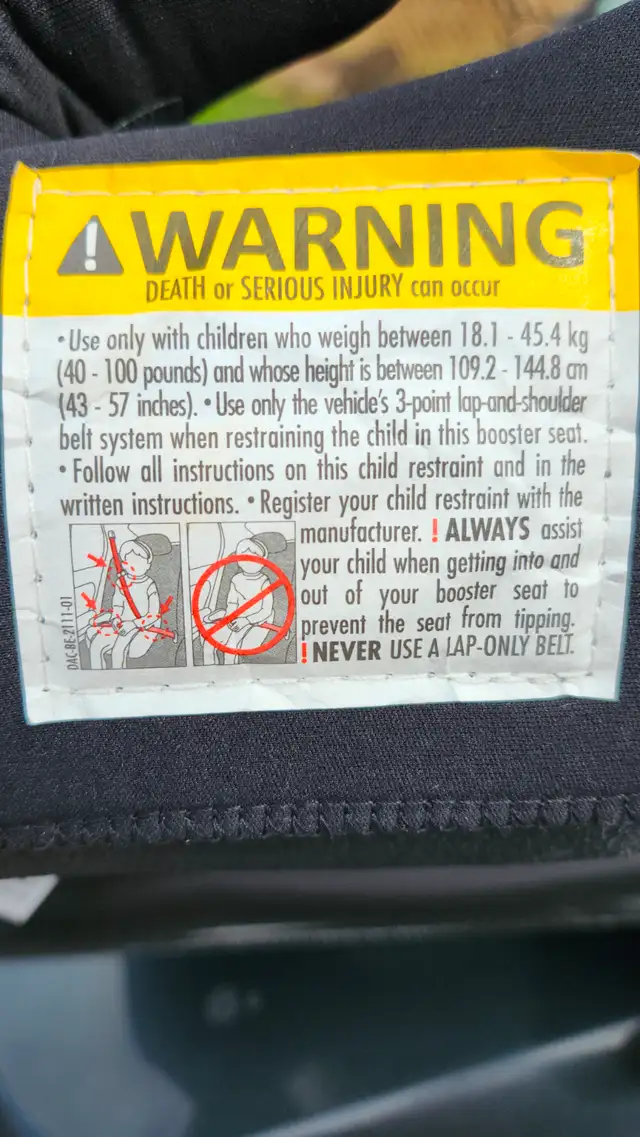 WARNING
DEATH or SERIOUS INJURY can occur
• Use only with children who weigh between 18.1 - 45.4 kg
(40 - 100 pounds) and whose height is between 109.2 - 144.8 cm
(43 - 57 inches). • Use only the vehicle's 3-point lap-and-shoulder
belt system when restraining the child in this booster seat.
• Follow all instructions on this child restraint and in the
written instructions. • Register your child restraint with the
manufacturer. ! ALWAYS assist
your child when getting into and
out of your booster seat to
prevent the seat from tipping.
! NEVER USE A LAP-ONLY BELT.
DAC-BE-2111-01